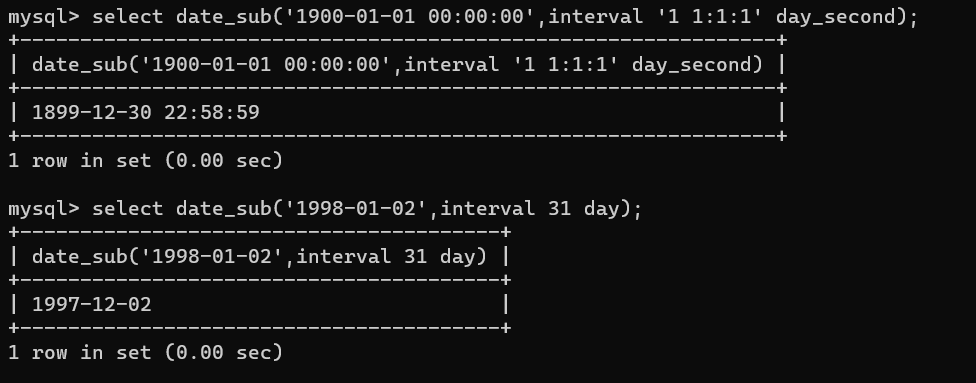 mysql> select date_sub('1900-01-01 00:00:00',interval '1 1:1:1' day_second);
+--------------------------------------------------------------+
| date_sub('1900-01-01 00:00:00',interval '1 1:1:1' day_second) |
+--------------------------------------------------------------+
| 1899-12-30 22:58:59                                           |
+--------------------------------------------------------------+
1 row in set (0.00 sec)

mysql> select date_sub('1998-01-02',interval 31 day);
+----------------------------------------+
| date_sub('1998-01-02',interval 31 day) |
+----------------------------------------+
| 1997-12-02                             |
+----------------------------------------+
1 row in set (0.00 sec)